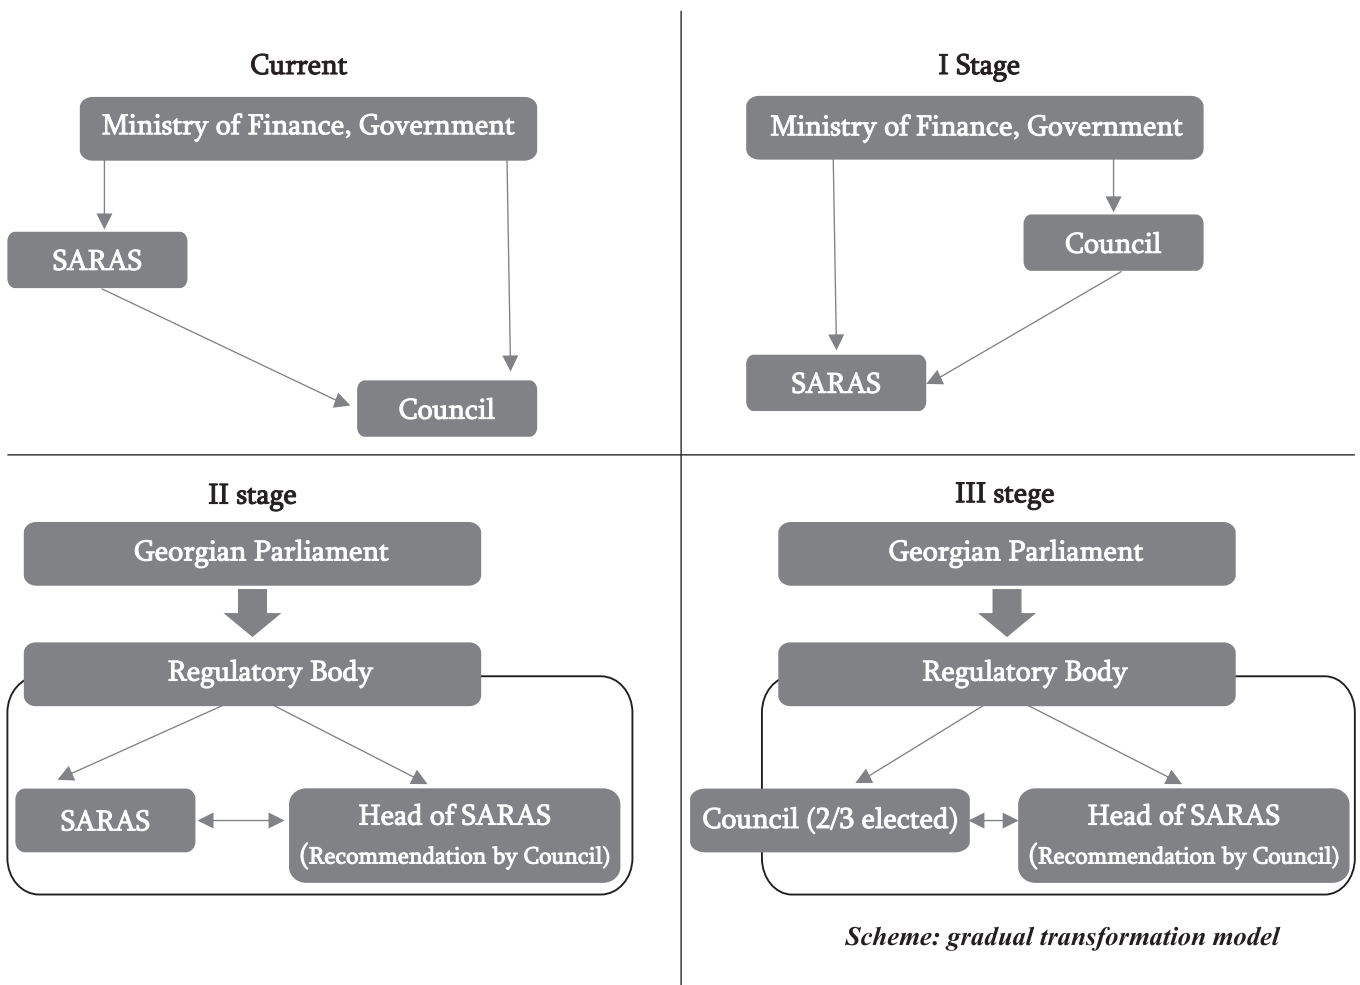 Current
Ministry of Finance, Government
SARAS
Council
I Stage
Ministry of Finance, Government
Council
SARAS
II stage
Georgian Parliament
Regulatory Body
SARAS
Head of SARAS
(Recommendation by Council)
III stege
Georgian Parliament
Regulatory Body
Council (2/3 elected)
Head of SARAS
(Recommendation by Council)
Scheme: gradual transformation model